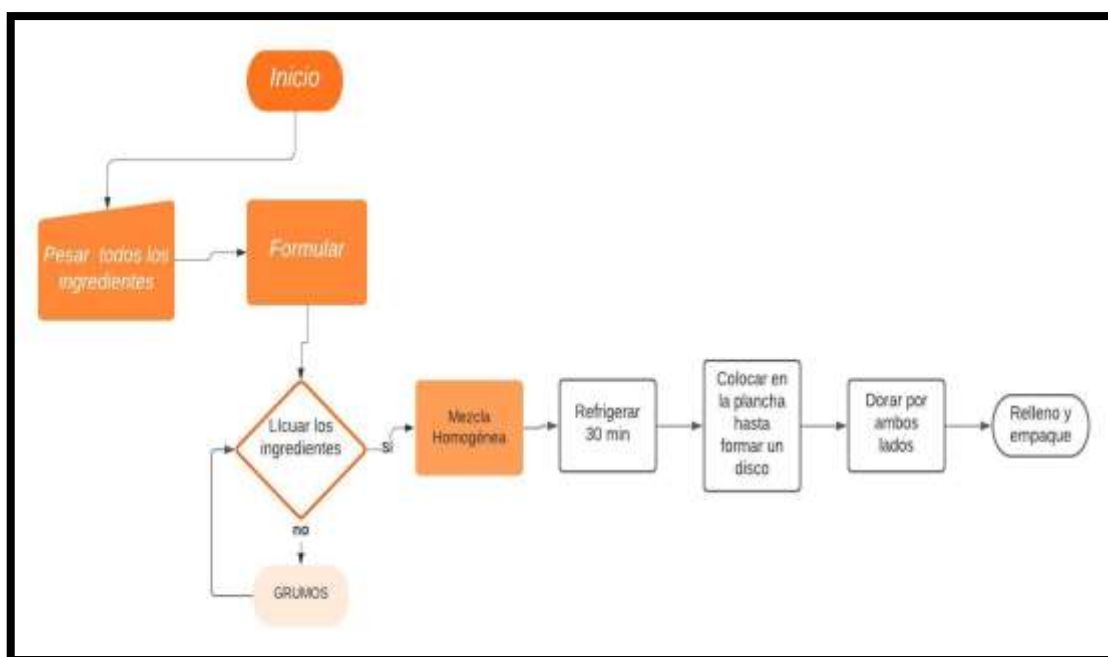 Inicio
Pesar todos los
ingredientes
Formular
LIcuar los
ingredientes
SI
no
GRUMOS
Mezcla
Homogénea
Refrigerar
30 min
Colocar en
la plancha
hasta
formar un
disco
Dorar por
ambos
lados
Relleno y
empaque